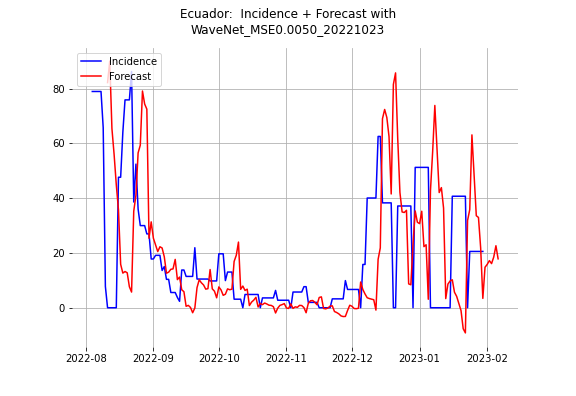 Ecuador:  Incidence + Forecast with
WaveNet_MSE0.0050_20221023
Incidence
Forecast
80
60
40
20
0
2022-08 2022-09 2022-10 2022-11 2022-12 2023-01 2023-02